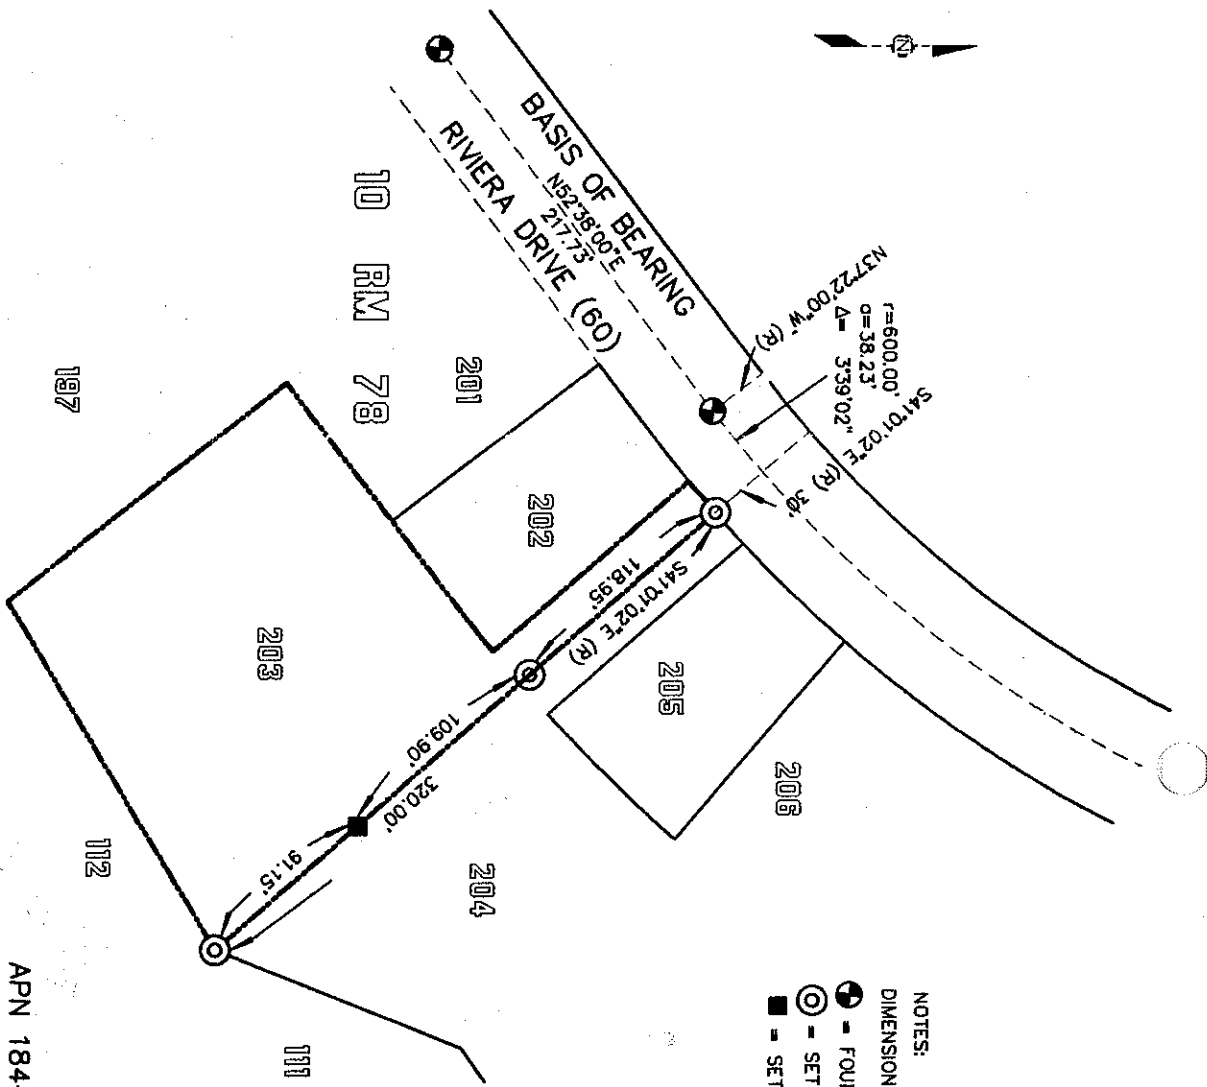 N
BASIS OF BEARING
N52°38'00"E
217.73'
RIVIERA DRIVE (60)
N37°22'00"W (R)
r=600.00'
a=38.23'
Δ= 3°39'02"
S41°01'02"E (R)
30'
10 RM 78
201
202
197
118.95'
S41°01'02"E (R)
205
206
203
109.90'
320.00'
91.15'
204
112
111
NOTES:
DIMENSION
= FOUN
= SET
= SET
APN 184-